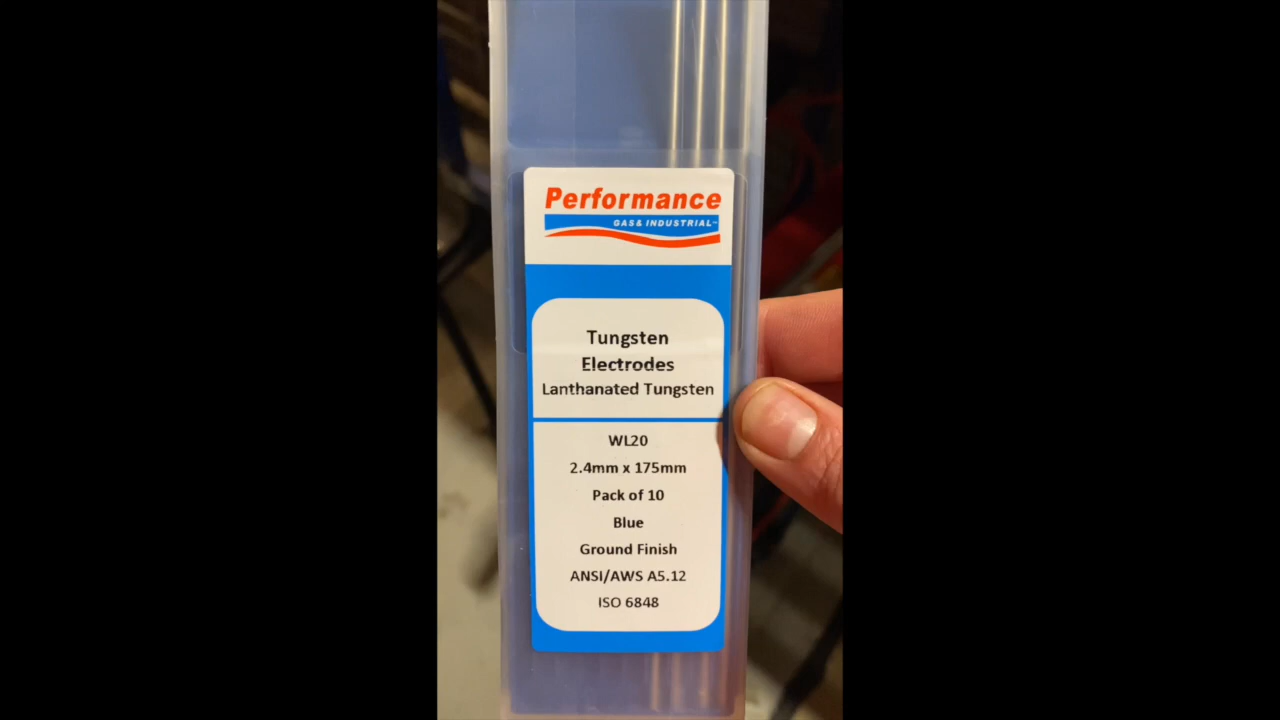 Performance
GAS & INDUSTRIAL™
Tungsten
Electrodes
Lanthanated Tungsten
WL20
2.4mm x 175mm
Pack of 10
Blue
Ground Finish
ANSI/AWS A5.12
ISO 6848